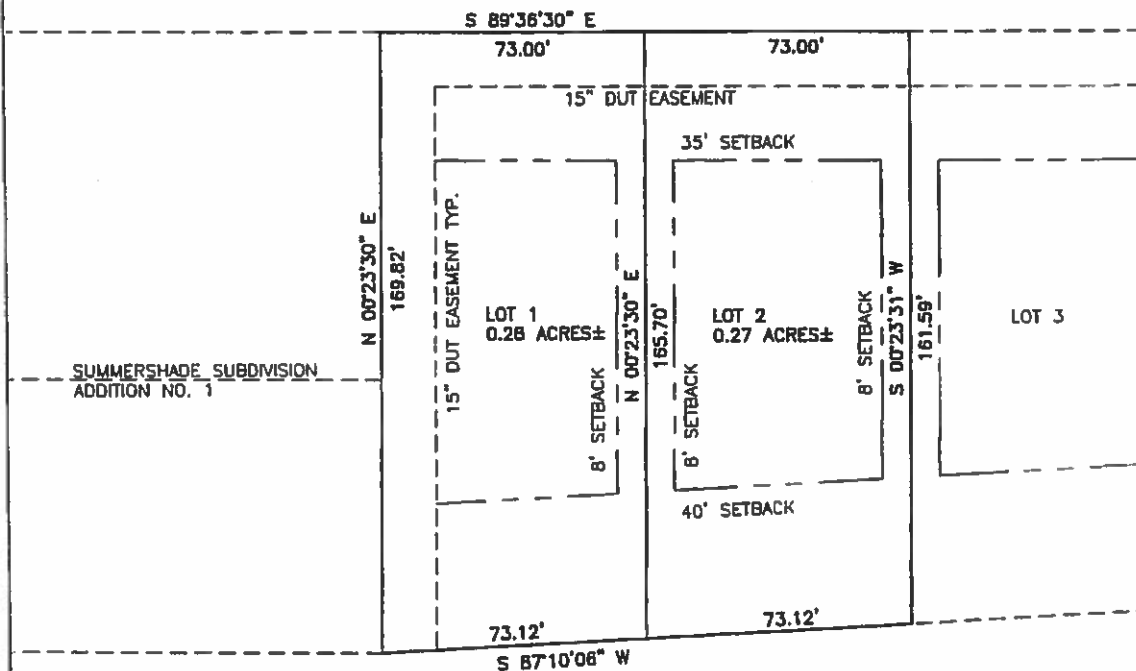 S 89°36'30" E
73.00'
73.00'
15" DUT EASEMENT
35' SETBACK
N 00°23'30" E
169.82'
15" DUT EASEMENT TYP.
LOT 1
0.28 ACRES±
8' SETBACK
N 00°23'30" E
165.70'
8' SETBACK
LOT 2
0.27 ACRES±
8' SETBACK
S 00°23'31" W
161.59'
LOT 3
SUMMERSHADE SUBDIVISION
ADDITION NO. 1
40' SETBACK
73.12'
73.12'
S 87°10'06" W